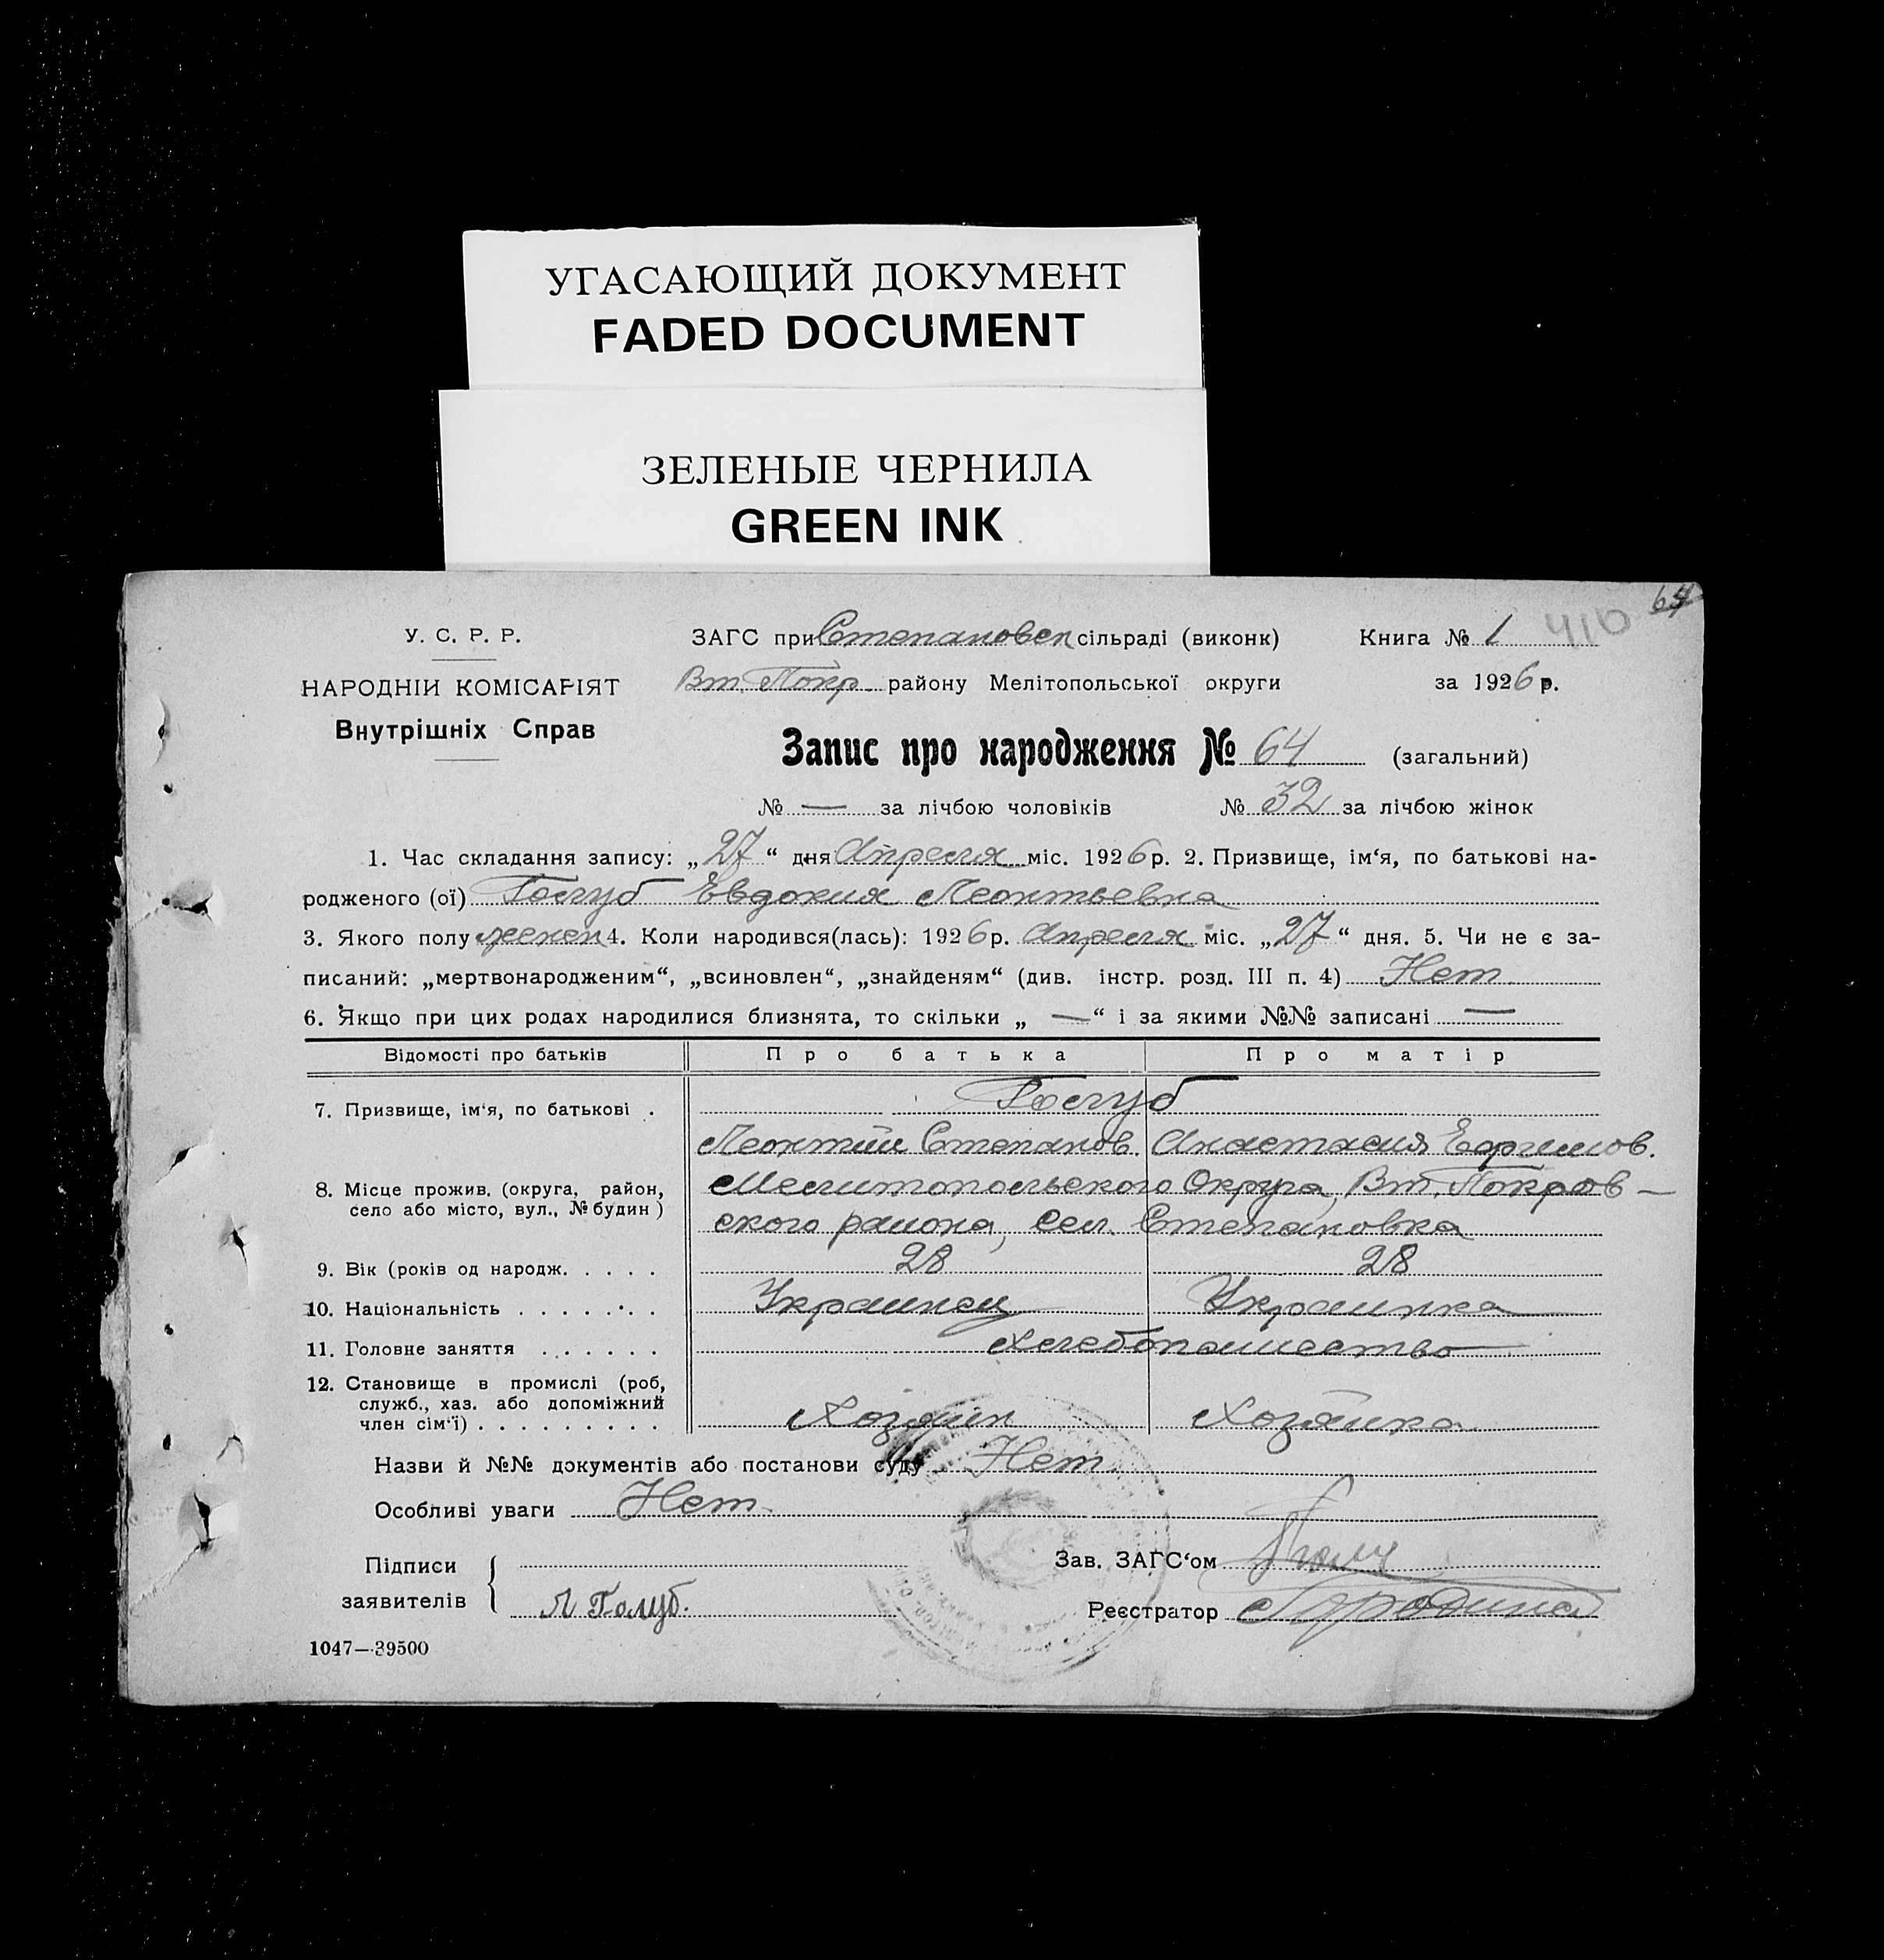 УГАСАЮЩИЙ ДОКУМЕНТ
FADED DOCUMENT
ЗЕЛЕНЫЕ ЧЕРНИЛА
GREEN INK
64
410
У. С. Р. Р.
НАРОДНІЙ КОМІСАРІЯТ
Внутрішніх Справ
ЗАГС при Степановск сільраді (виконк) Книга № 1
Вт. Покр. району Мелітопольської округи за 1926 р.
Запис про народження № 64 (загальний)
№ — за лічбою чоловіків № 32 за лічбою жінок
1. Час складання запису: „27“ дня Апреля міс. 1926 р. 2. Призвище, ім‘я, по батькові на-
родженого (ої) Голуб Евдокия Леонтьевна
3. Якого полу женск 4. Коли народився(лась): 1926 р. Апреля міс. „27“ дня. 5. Чи не є за-
писаний: „мертвонародженим“, „всиновлен“, „знайденям“ (див. інстр. розд. III п. 4) Нет.
6. Якщо при цих родах народилися близнята, то скільки „ — “ і за якими №№ записані —
Відомості про батьків Про батька Про матір
7. Призвище, ім‘я, по батькові . Голуб
Леонтий Степанов. Анастасия Ефримов.
8. Місце прожив. (округа, район, Мелитопольского Округа, Вт. Покров-
село або місто, вул., № будин) ского района, сел. Степановка
9. Вік (років од народж. . . . . 28 28
10. Національність . . . . . . . Украинец Украинка
11. Головне заняття . . . . . . Хлебопашество
12. Становище в промислі (роб,
служб., хаз. або допоміжний
член сім‘ї) . . . . . . . . . Хозяин Хозяйка
Назви й №№ документів або постанови суду Нет.
Особливі уваги Нет.
Підписи Зав. ЗАГС‘ом
заявителів Л Голуб. Реєстратор
1047—39500